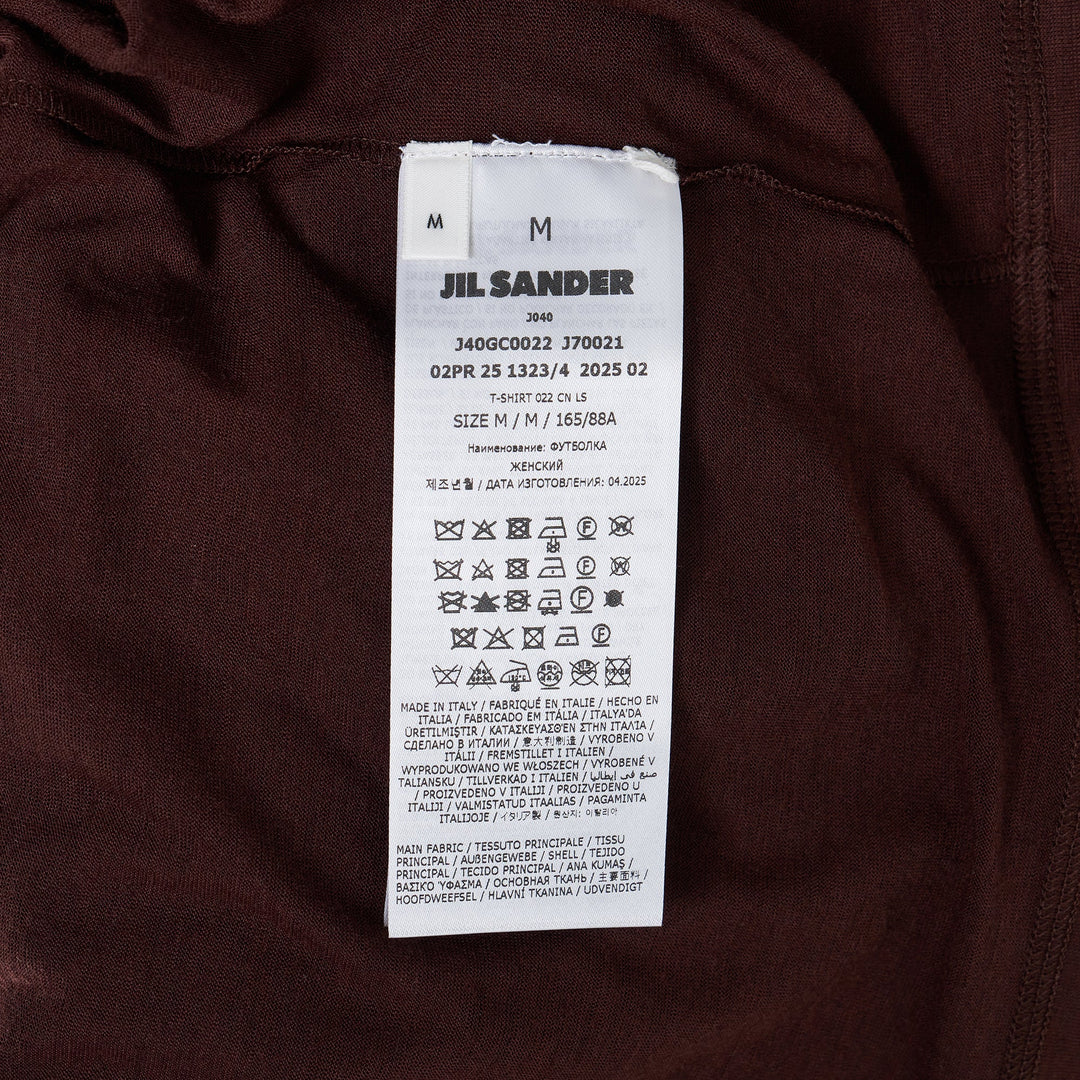 M
M
JIL SANDER
J040
J40GC0022 J70021
02PR 25 1323/4 2025 02
T-SHIRT 022 CN LS
SIZE M / M / 165/88A
Наименование: ФУТБОЛКА
ЖЕНСКИЙ
제조년월 / ДАТА ИЗГОТОВЛЕНИЯ: 04.2025
MADE IN ITALY / FABRIQUÉ EN ITALIE / HECHO EN
ITALIA / FABRICADO EM ITÁLIA / ITALYA'DA
ÜRETILMIŞTIR / ΚΑΤΑΣΚΕΥΑΣΘΈΝ ΣΤΗΝ ΙΤΑΛΊΑ /
СДЕЛАНО В ИТАЛИИ / 意大利制造 / VYROBENO V
ITÁLII / FREMSTILLET I ITALIEN /
WYPRODUKOWANO WE WŁOSZECH / VYROBENÉ V
TALIANSKU / TILLVERKAD I ITALIEN / صنع في إيطاليا
/ PROIZVEDENO V ITALIJI / PROIZVEDENO U
ITALIJI / VALMISTATUD ITAALIAS / PAGAMINTA
ITALIJOJE / イタリア製 / 원산지: 이탈리아
MAIN FABRIC / TESSUTO PRINCIPALE / TISSU
PRINCIPAL / AUßENGEWEBE / SHELL / TEJIDO
PRINCIPAL / TECIDO PRINCIPAL / ANA KUMAŞ /
ΒΑΣΙΚΌ ΎΦΑΣΜΑ / ОСНОВНАЯ ТКАНЬ / 主要面料 /
HOOFDWEEFSEL / HLAVNÍ TKANINA / UDVENDIGT